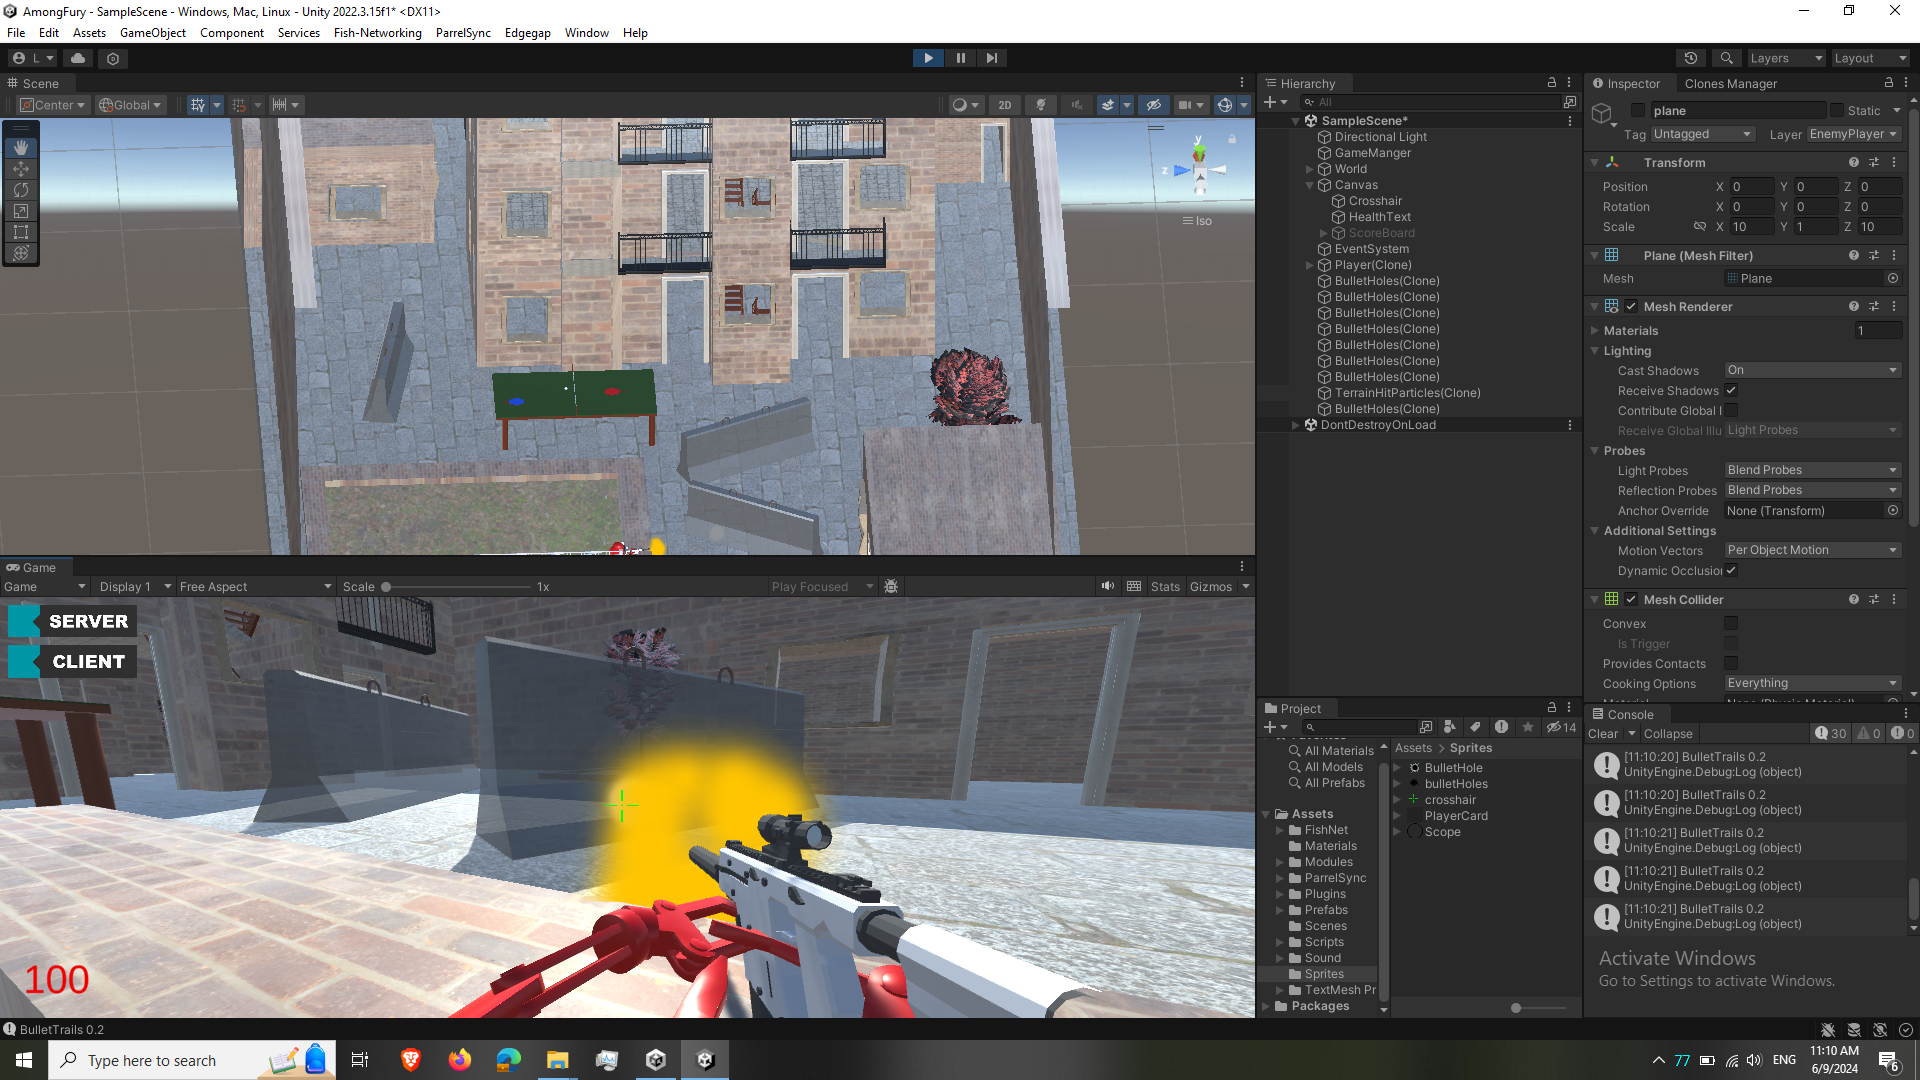 AmongFury - SampleScene - Windows, Mac, Linux - Unity 2022.3.15f1* <DX11>
File Edit Assets GameObject Component Services Fish-Networking ParrelSync Edgegap Window Help
L
Layers
Layout
Scene
Center
Global
2D
y
z
Iso
Game
Game
Display 1
Free Aspect
Scale
1x
Play Focused
Stats
Gizmos
SERVER
CLIENT
100
Hierarchy
All
SampleScene*
Directional Light
GameManger
World
Canvas
Crosshair
HealthText
ScoreBoard
EventSystem
Player(Clone)
BulletHoles(Clone)
BulletHoles(Clone)
BulletHoles(Clone)
BulletHoles(Clone)
BulletHoles(Clone)
BulletHoles(Clone)
BulletHoles(Clone)
TerrainHitParticles(Clone)
BulletHoles(Clone)
DontDestroyOnLoad
Project
14
All Materials
All Models
All Prefabs
Assets
FishNet
Materials
Modules
ParrelSync
Plugins
Prefabs
Scenes
Scripts
Sound
Sprites
TextMesh Pr
Packages
Assets > Sprites
BulletHole
bulletHoles
crosshair
PlayerCard
Scope
Inspector
Clones Manager
plane
Static
Tag Untagged
Layer EnemyPlayer
Transform
Position X 0 Y 0 Z 0
Rotation X 0 Y 0 Z 0
Scale X 10 Y 1 Z 10
Plane (Mesh Filter)
Mesh Plane
Mesh Renderer
Materials 1
Lighting
Cast Shadows On
Receive Shadows
Contribute Global I
Receive Global Illu Light Probes
Probes
Light Probes Blend Probes
Reflection Probes Blend Probes
Anchor Override None (Transform)
Additional Settings
Motion Vectors Per Object Motion
Dynamic Occlusion
Mesh Collider
Convex
Is Trigger
Provides Contacts
Cooking Options Everything
Console
Clear
Collapse
30
0
0
[11:10:20] BulletTrails 0.2
UnityEngine.Debug:Log (object)
[11:10:20] BulletTrails 0.2
UnityEngine.Debug:Log (object)
[11:10:21] BulletTrails 0.2
UnityEngine.Debug:Log (object)
[11:10:21] BulletTrails 0.2
UnityEngine.Debug:Log (object)
[11:10:21] BulletTrails 0.2
UnityEngine.Debug:Log (object)
Activate Windows
Go to Settings to activate Windows.
BulletTrails 0.2
Type here to search
77
ENG
11:10 AM
6/9/2024
6